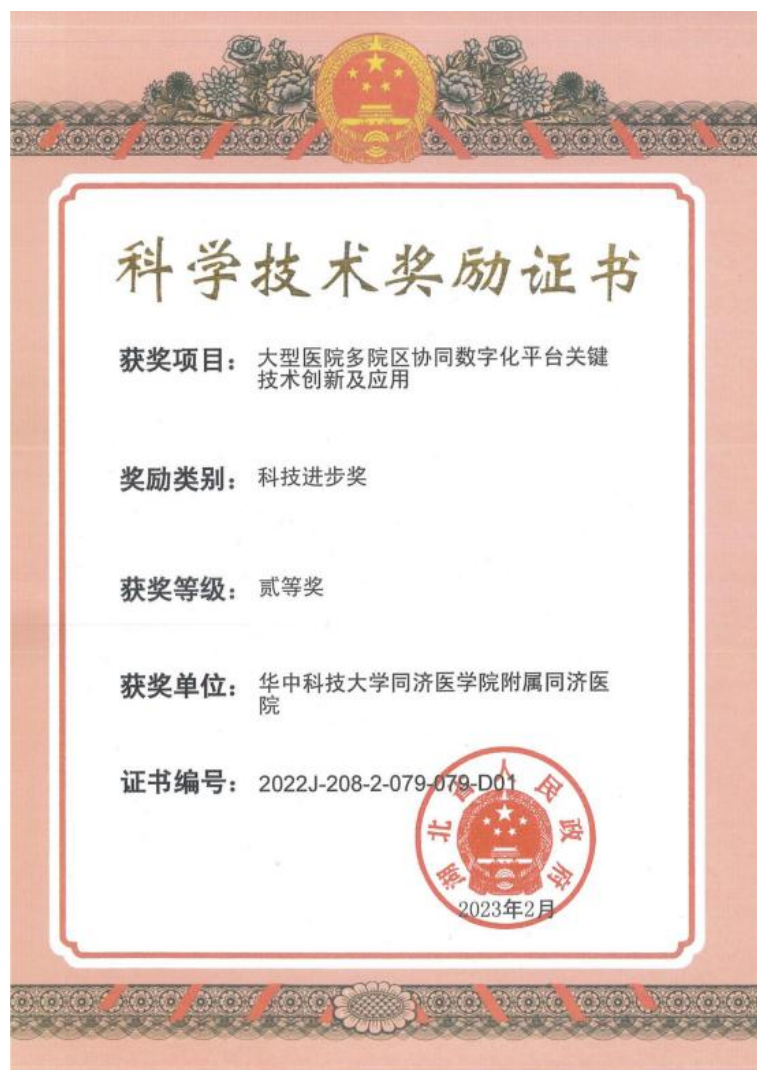 科学技术奖励证书
获奖项目：大型医院多院区协同数字化平台关键
技术创新及应用
奖励类别：科技进步奖
获奖等级：贰等奖
获奖单位：华中科技大学同济医学院附属同济医
院
证书编号：2022J-208-2-079-079-D01
湖北省人民政府
2023年2月